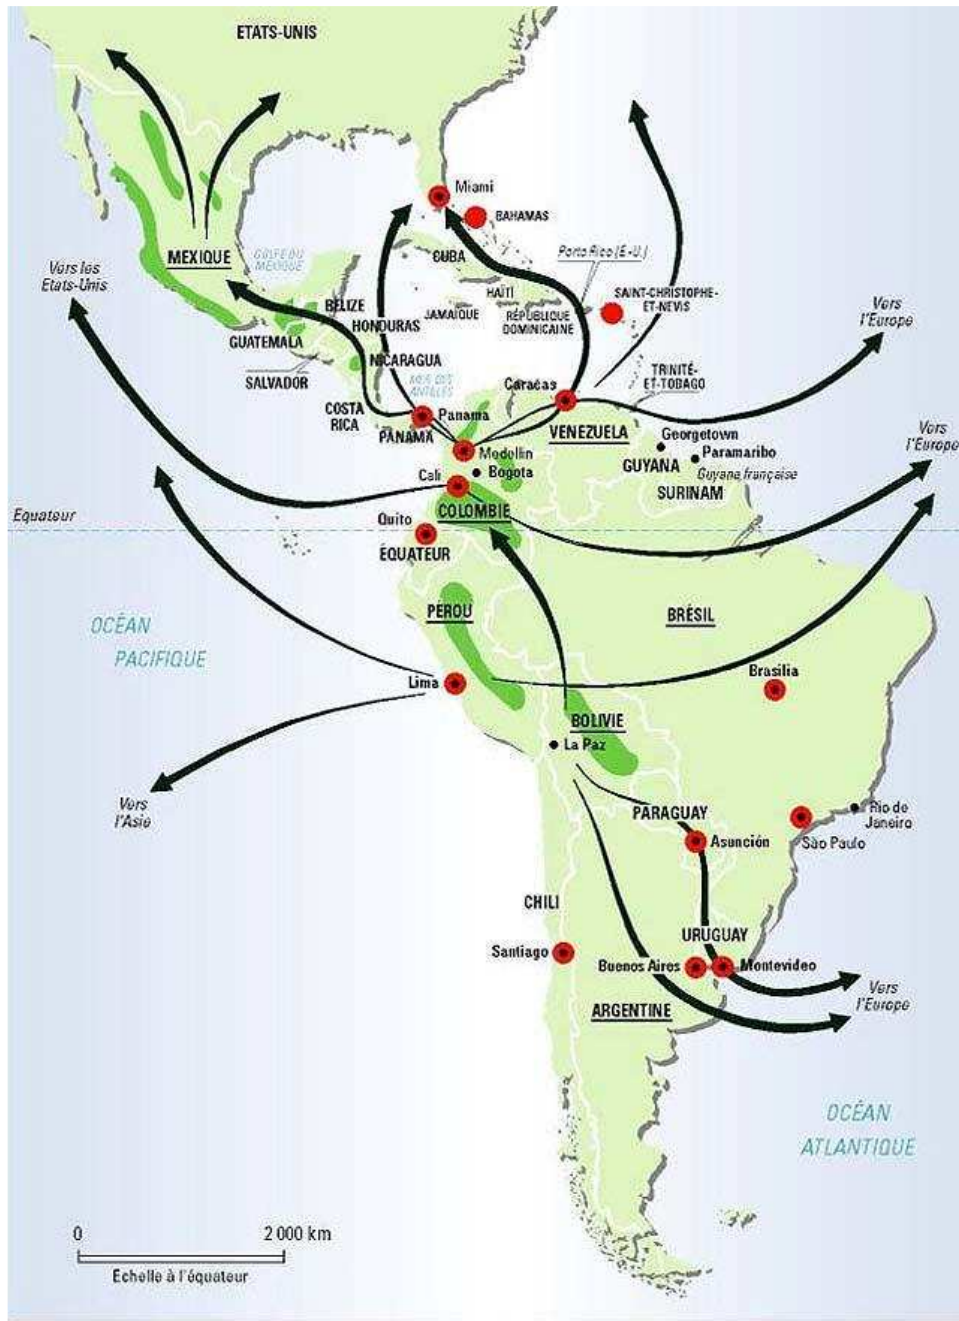 ETATS-UNIS
Miami
BAHAMAS
GOLFE DU
MEXIQUE
MEXIQUE
CUBA
Porto Rico (É.-U.)
Vers les
Etats-Unis
HAÏTI
SAINT-CHRISTOPHE-
ET-NEVIS
BELIZE
JAMAÏQUE
RÉPUBLIQUE
DOMINICAINE
Vers
l'Europe
HONDURAS
GUATEMALA
NICARAGUA
SALVADOR
MER DES
ANTILLES
TRINITÉ-
ET-TOBAGO
Caracas
COSTA
RICA
Panama
PANAMA
VENEZUELA
Georgetown
Vers
l'Europe
Medellin
Paramaribo
GUYANA
Bogota
Guyane française
Cali
SURINAM
COLOMBIE
Equateur
Quito
ÉQUATEUR
PÉROU
BRÉSIL
OCÉAN
PACIFIQUE
Lima
Brasilia
BOLIVIE
La Paz
Vers
l'Asie
PARAGUAY
Rio de
Janeiro
Asunción
São Paulo
CHILI
URUGUAY
Santiago
Buenos Aires
Montevideo
Vers
l'Europe
ARGENTINE
OCÉAN
ATLANTIQUE
0 2 000 km
Echelle à l'équateur